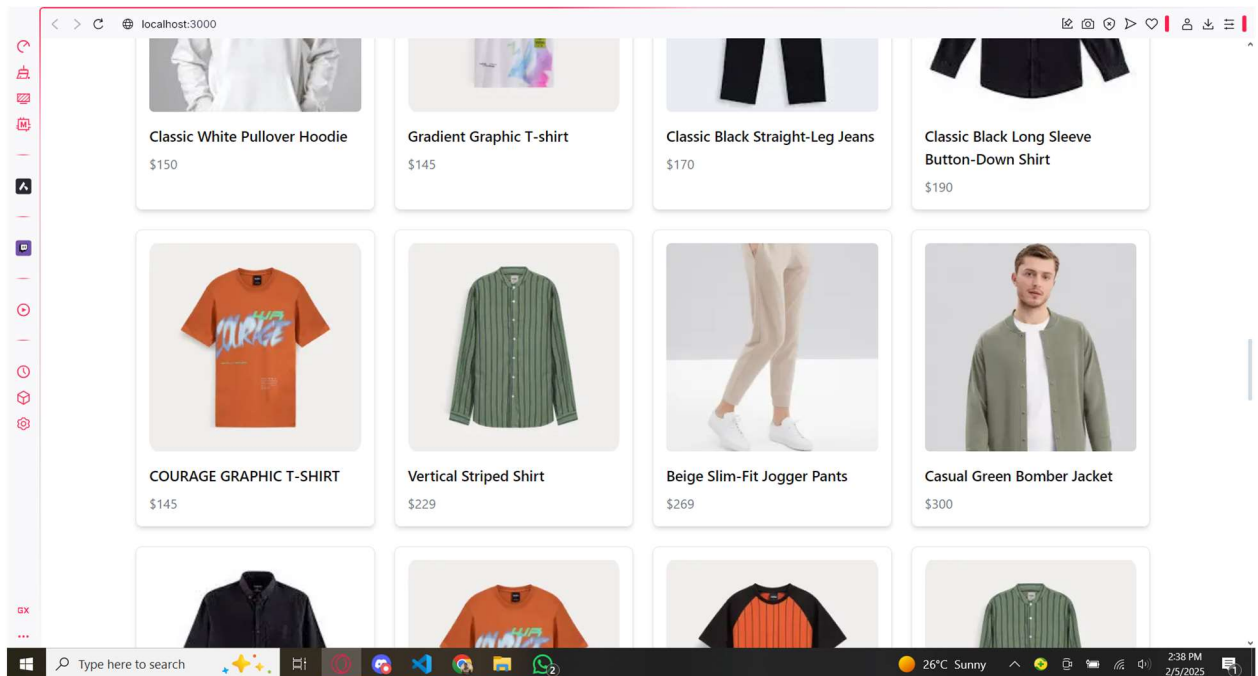 localhost:3000
Classic White Pullover Hoodie
$150
Gradient Graphic T-shirt
$145
Classic Black Straight-Leg Jeans
$170
Classic Black Long Sleeve
Button-Down Shirt
$190
COURAGE
COURAGE GRAPHIC T-SHIRT
$145
Vertical Striped Shirt
$229
Beige Slim-Fit Jogger Pants
$269
Casual Green Bomber Jacket
$300
GX
Type here to search
2
26°C Sunny
2:38 PM
2/5/2025
1